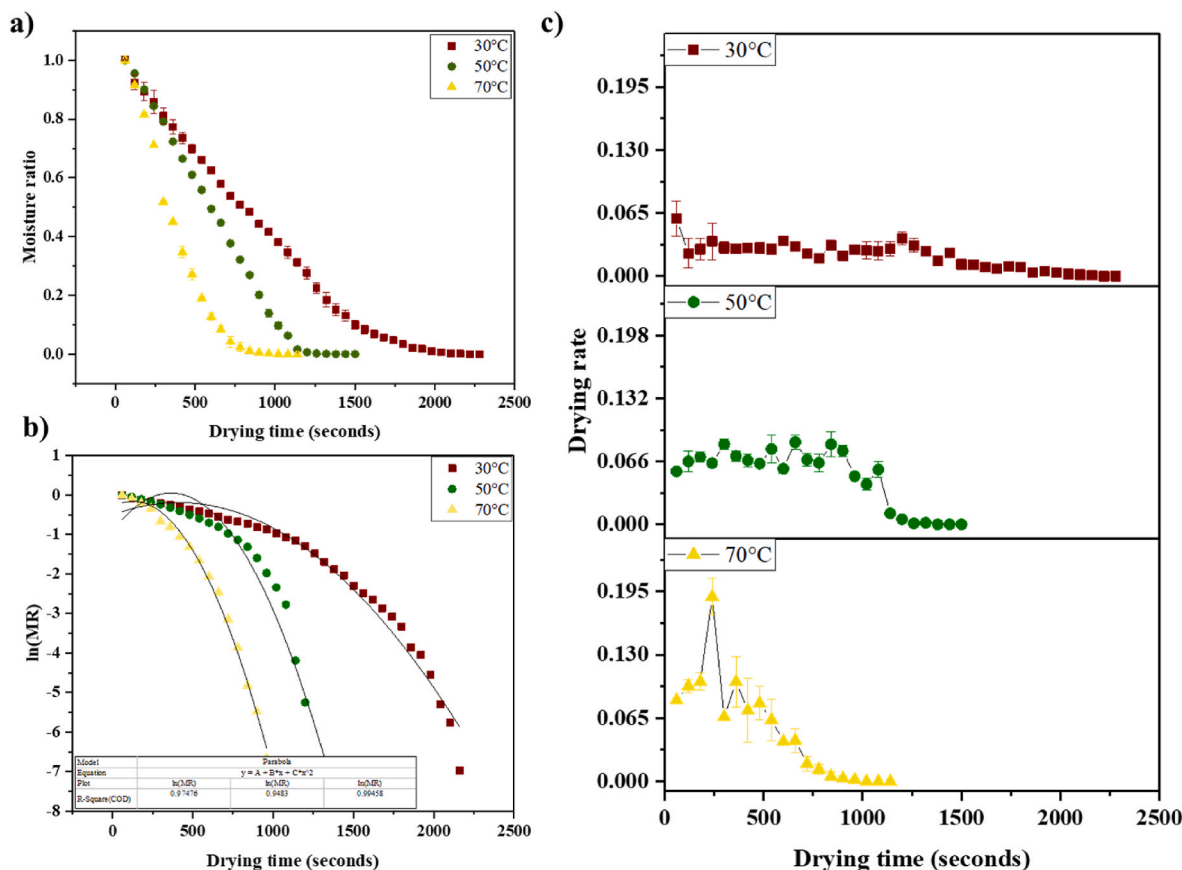 a)
30°C
50°C
70°C
1.0
0.8
0.6
0.4
0.2
0.0
Moisture ratio
0 500 1000 1500 2000 2500
Drying time (seconds)
b)
30°C
50°C
70°C
0
-1
-2
-3
-4
-5
-6
-7
-8
ln(MR)
Model Parabola
Equation y = A + B*x + C*x^2
Plot ln(MR) ln(MR) ln(MR)
R-Square(COD) 0.97476 0.9483 0.99458
0 500 1000 1500 2000 2500
Drying time (seconds)
c)
30°C
0.195
0.130
0.065
0.000
50°C
0.198
0.132
0.066
0.000
Drying rate
70°C
0.195
0.130
0.065
0.000
0 500 1000 1500 2000 2500
Drying time (seconds)